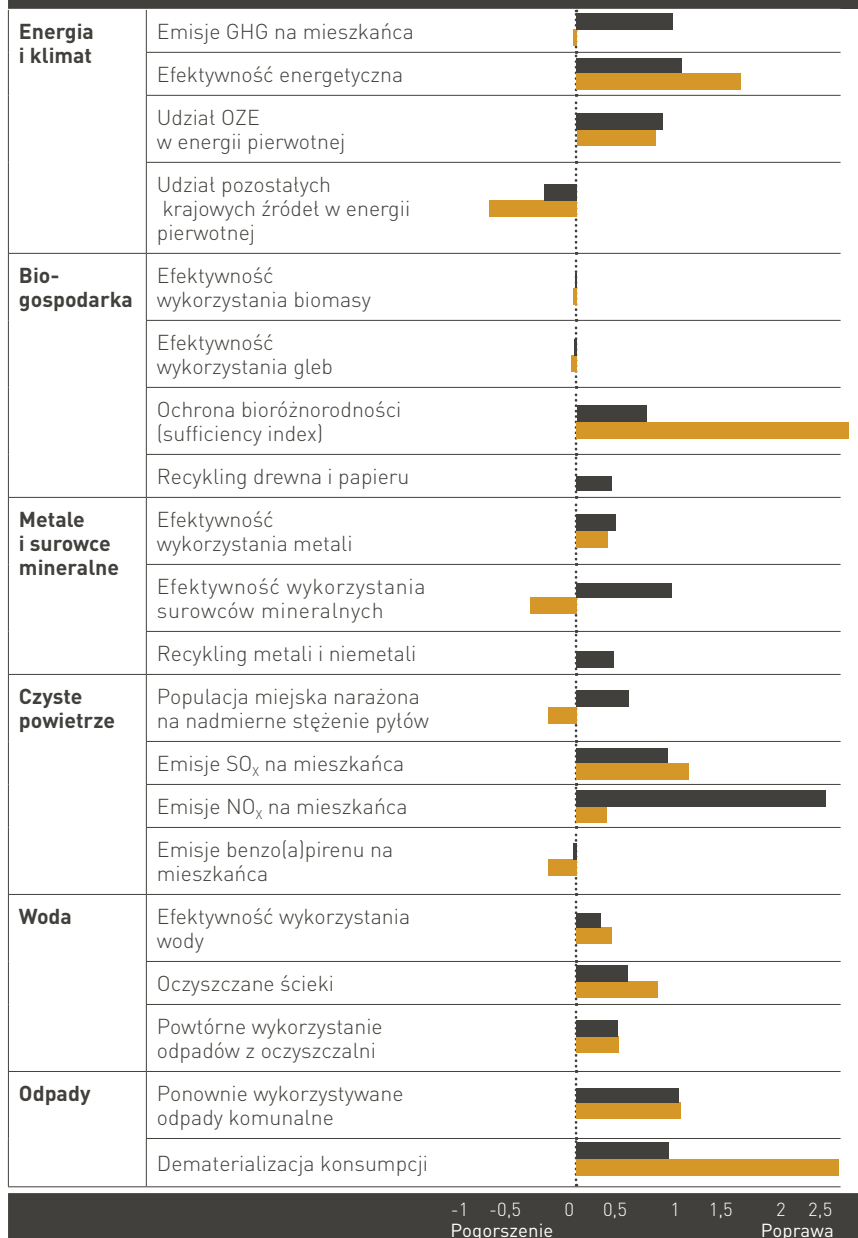 Energia
i klimat
Emisje GHG na mieszkańca
Efektywność energetyczna
Udział OZE
w energii pierwotnej
Udział pozostałych
krajowych źródeł w energii
pierwotnej
Bio-
gospodarka
Efektywność
wykorzystania biomasy
Efektywność
wykorzystania gleb
Ochrona bioróżnorodności
(sufficiency index)
Recykling drewna i papieru
Metale
i surowce
mineralne
Efektywność
wykorzystania metali
Efektywność wykorzystania
surowców mineralnych
Recykling metali i niemetali
Czyste
powietrze
Populacja miejska narażona
na nadmierne stężenie pyłów
Emisje SOX na mieszkańca
Emisje NOX na mieszkańca
Emisje benzo(a)pirenu na
mieszkańca
Woda
Efektywność wykorzystania
wody
Oczyszczane ścieki
Powtórne wykorzystanie
odpadów z oczyszczalni
Odpady
Ponownie wykorzystywane
odpady komunalne
Dematerializacja konsumpcji
-1 -0,5 0 0,5 1 1,5 2 2,5
Pogorszenie Poprawa